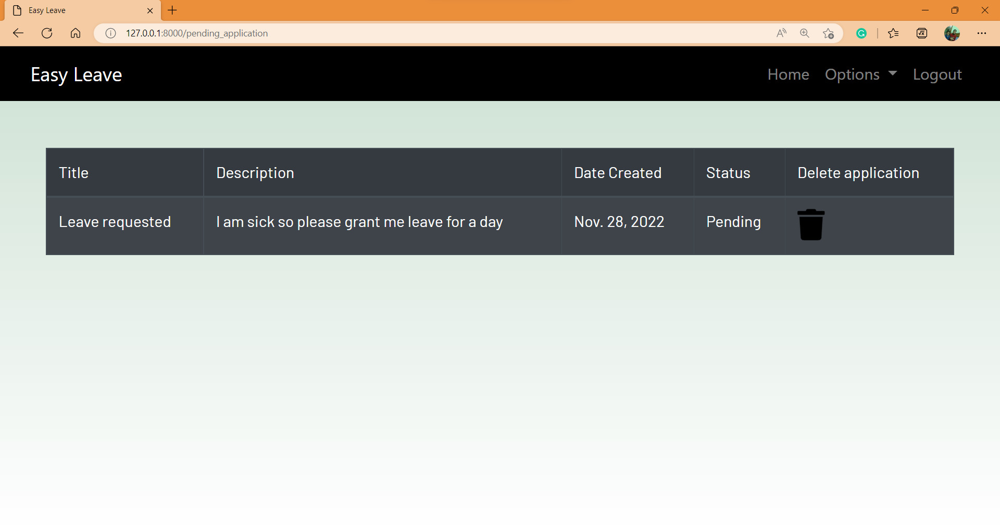 Easy Leave
127.0.0.1:8000/pending_application
Easy Leave
Home Options Logout
Title Description Date Created Status Delete application
Leave requested I am sick so please grant me leave for a day Nov. 28, 2022 Pending